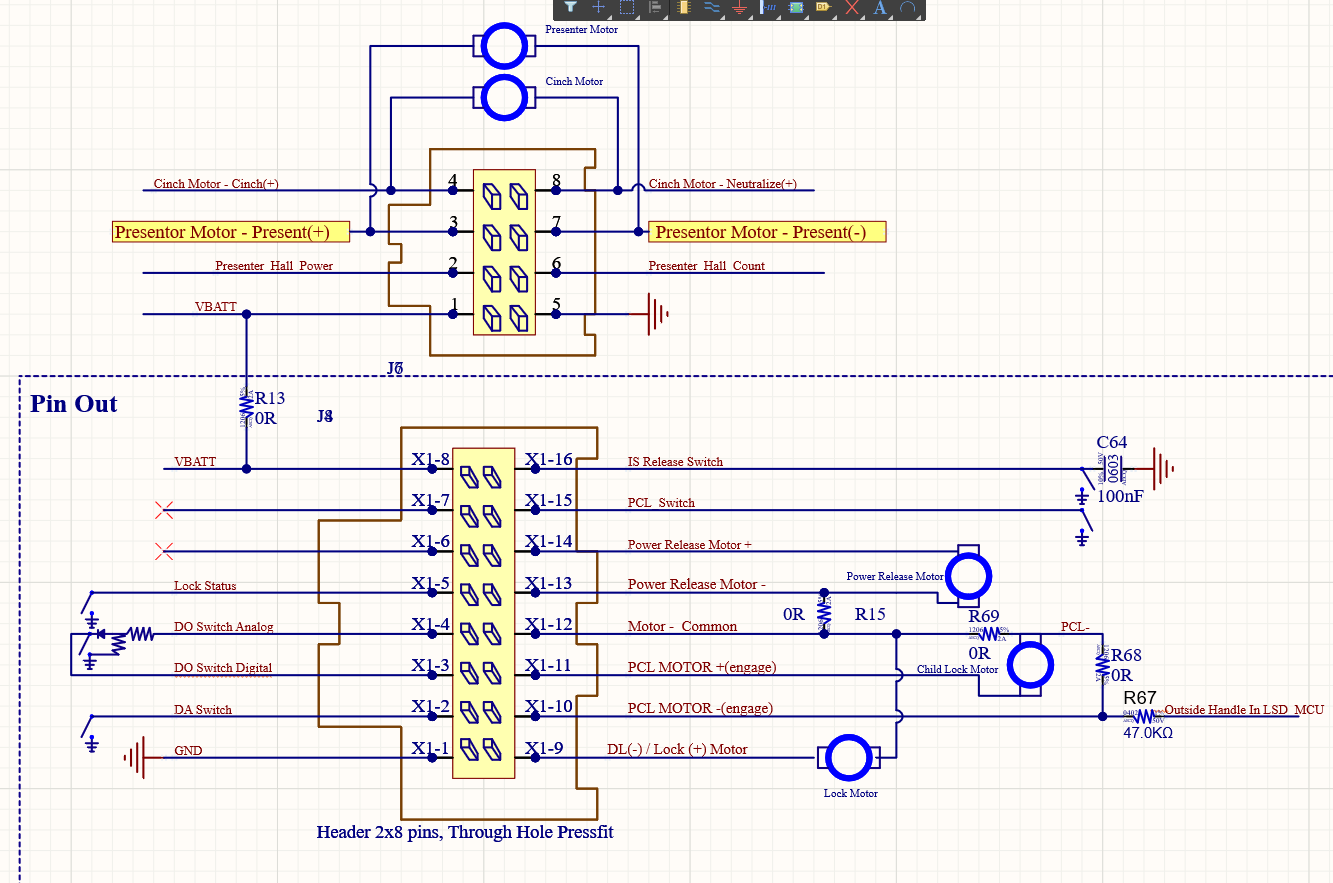 D1
A
Presenter Motor
Cinch Motor
Cinch Motor - Cinch(+)
4
8
Cinch Motor - Neutralize(+)
Presentor Motor - Present(+)
3
7
Presentor Motor - Present(-)
Presenter Hall Power
2
6
Presenter Hall Count
VBATT
1
5
Pin Out
R13
0R
VBATT
X1-8
X1-16
IS Release Switch
C64
0603
100nF
X1-7
X1-15
PCL Switch
X1-6
X1-14
Power Release Motor +
Power Release Motor
Lock Status
X1-5
X1-13
Power Release Motor -
0R
R15
R69
DO Switch Analog
X1-4
X1-12
Motor - Common
PCL-
0R
DO Switch Digital
X1-3
X1-11
PCL MOTOR +(engage)
Child Lock Motor
R68
0R
DA Switch
X1-2
X1-10
PCL MOTOR -(engage)
R67
Outside Handle In LSD MCU
47.0KΩ
GND
X1-1
X1-9
DL(-) / Lock (+) Motor
Lock Motor
Header 2x8 pins, Through Hole Pressfit